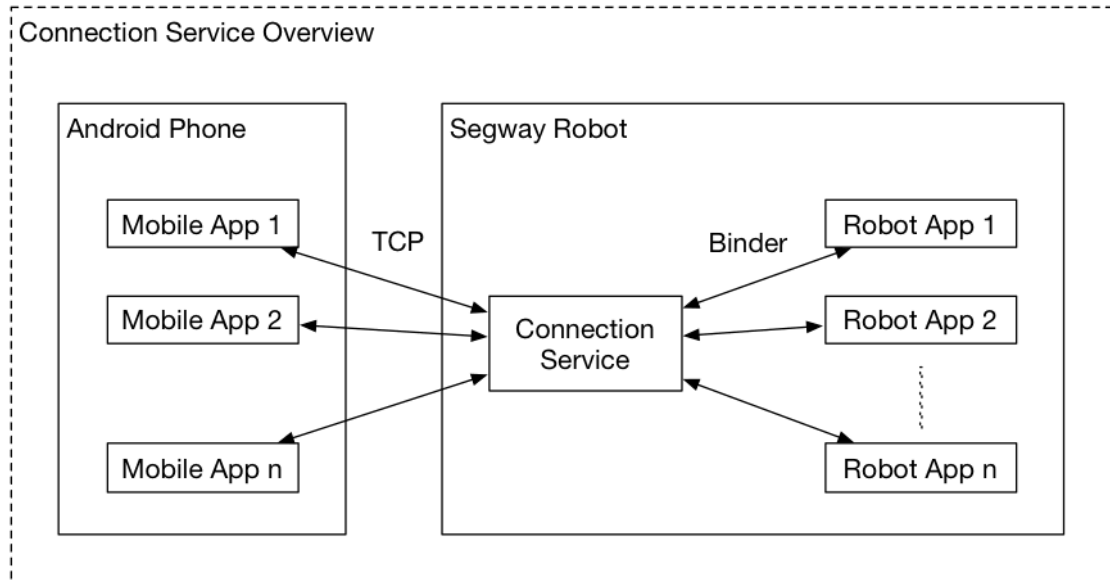 Connection Service Overview
Android Phone
Segway Robot
Mobile App 1
TCP
Binder
Robot App 1
Mobile App 2
Connection
Service
Robot App 2
Mobile App n
Robot App n